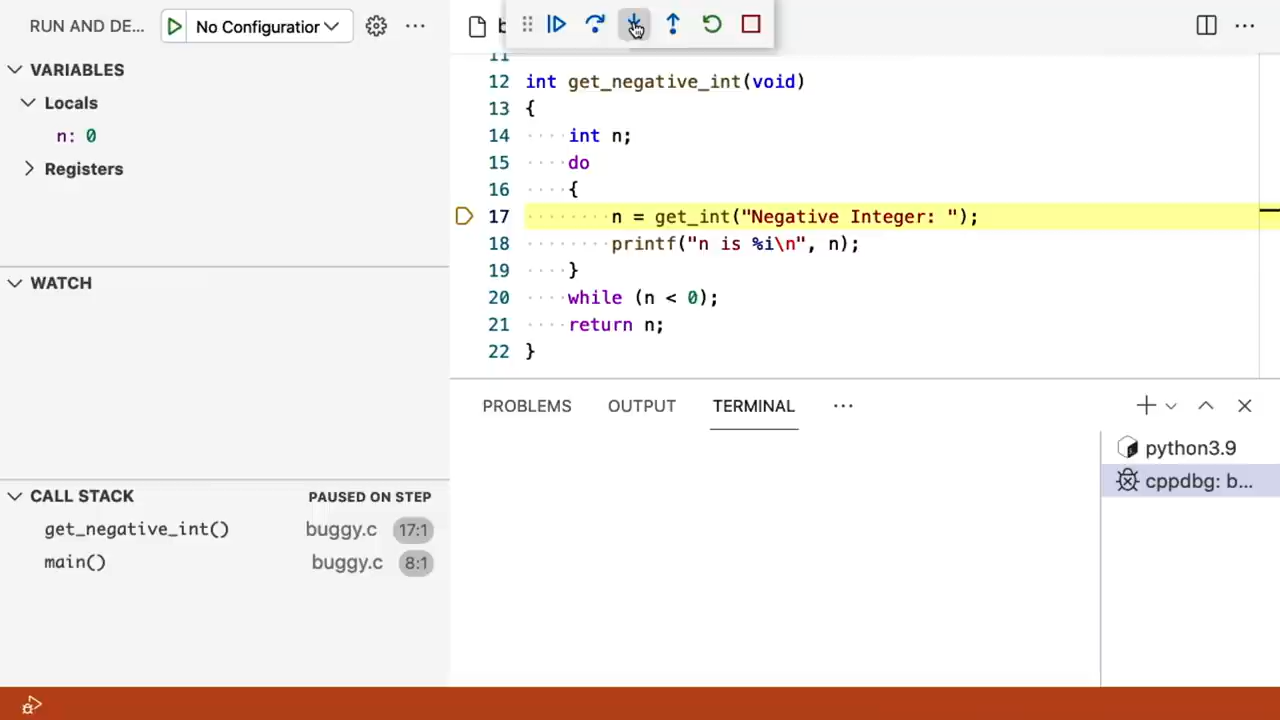 RUN AND DE... No Configuration
VARIABLES
Locals
n: 0
Registers
WATCH
CALL STACK PAUSED ON STEP
get_negative_int() buggy.c 17:1
main() buggy.c 8:1
b
11
12 int get_negative_int(void)
13 {
14 ····int n;
15 ····do
16 ····{
17 ········n = get_int("Negative Integer: ");
18 ········printf("n is %i\n", n);
19 ····}
20 ····while (n < 0);
21 ····return n;
22 }
PROBLEMS OUTPUT TERMINAL ···
python3.9
cppdbg: b...